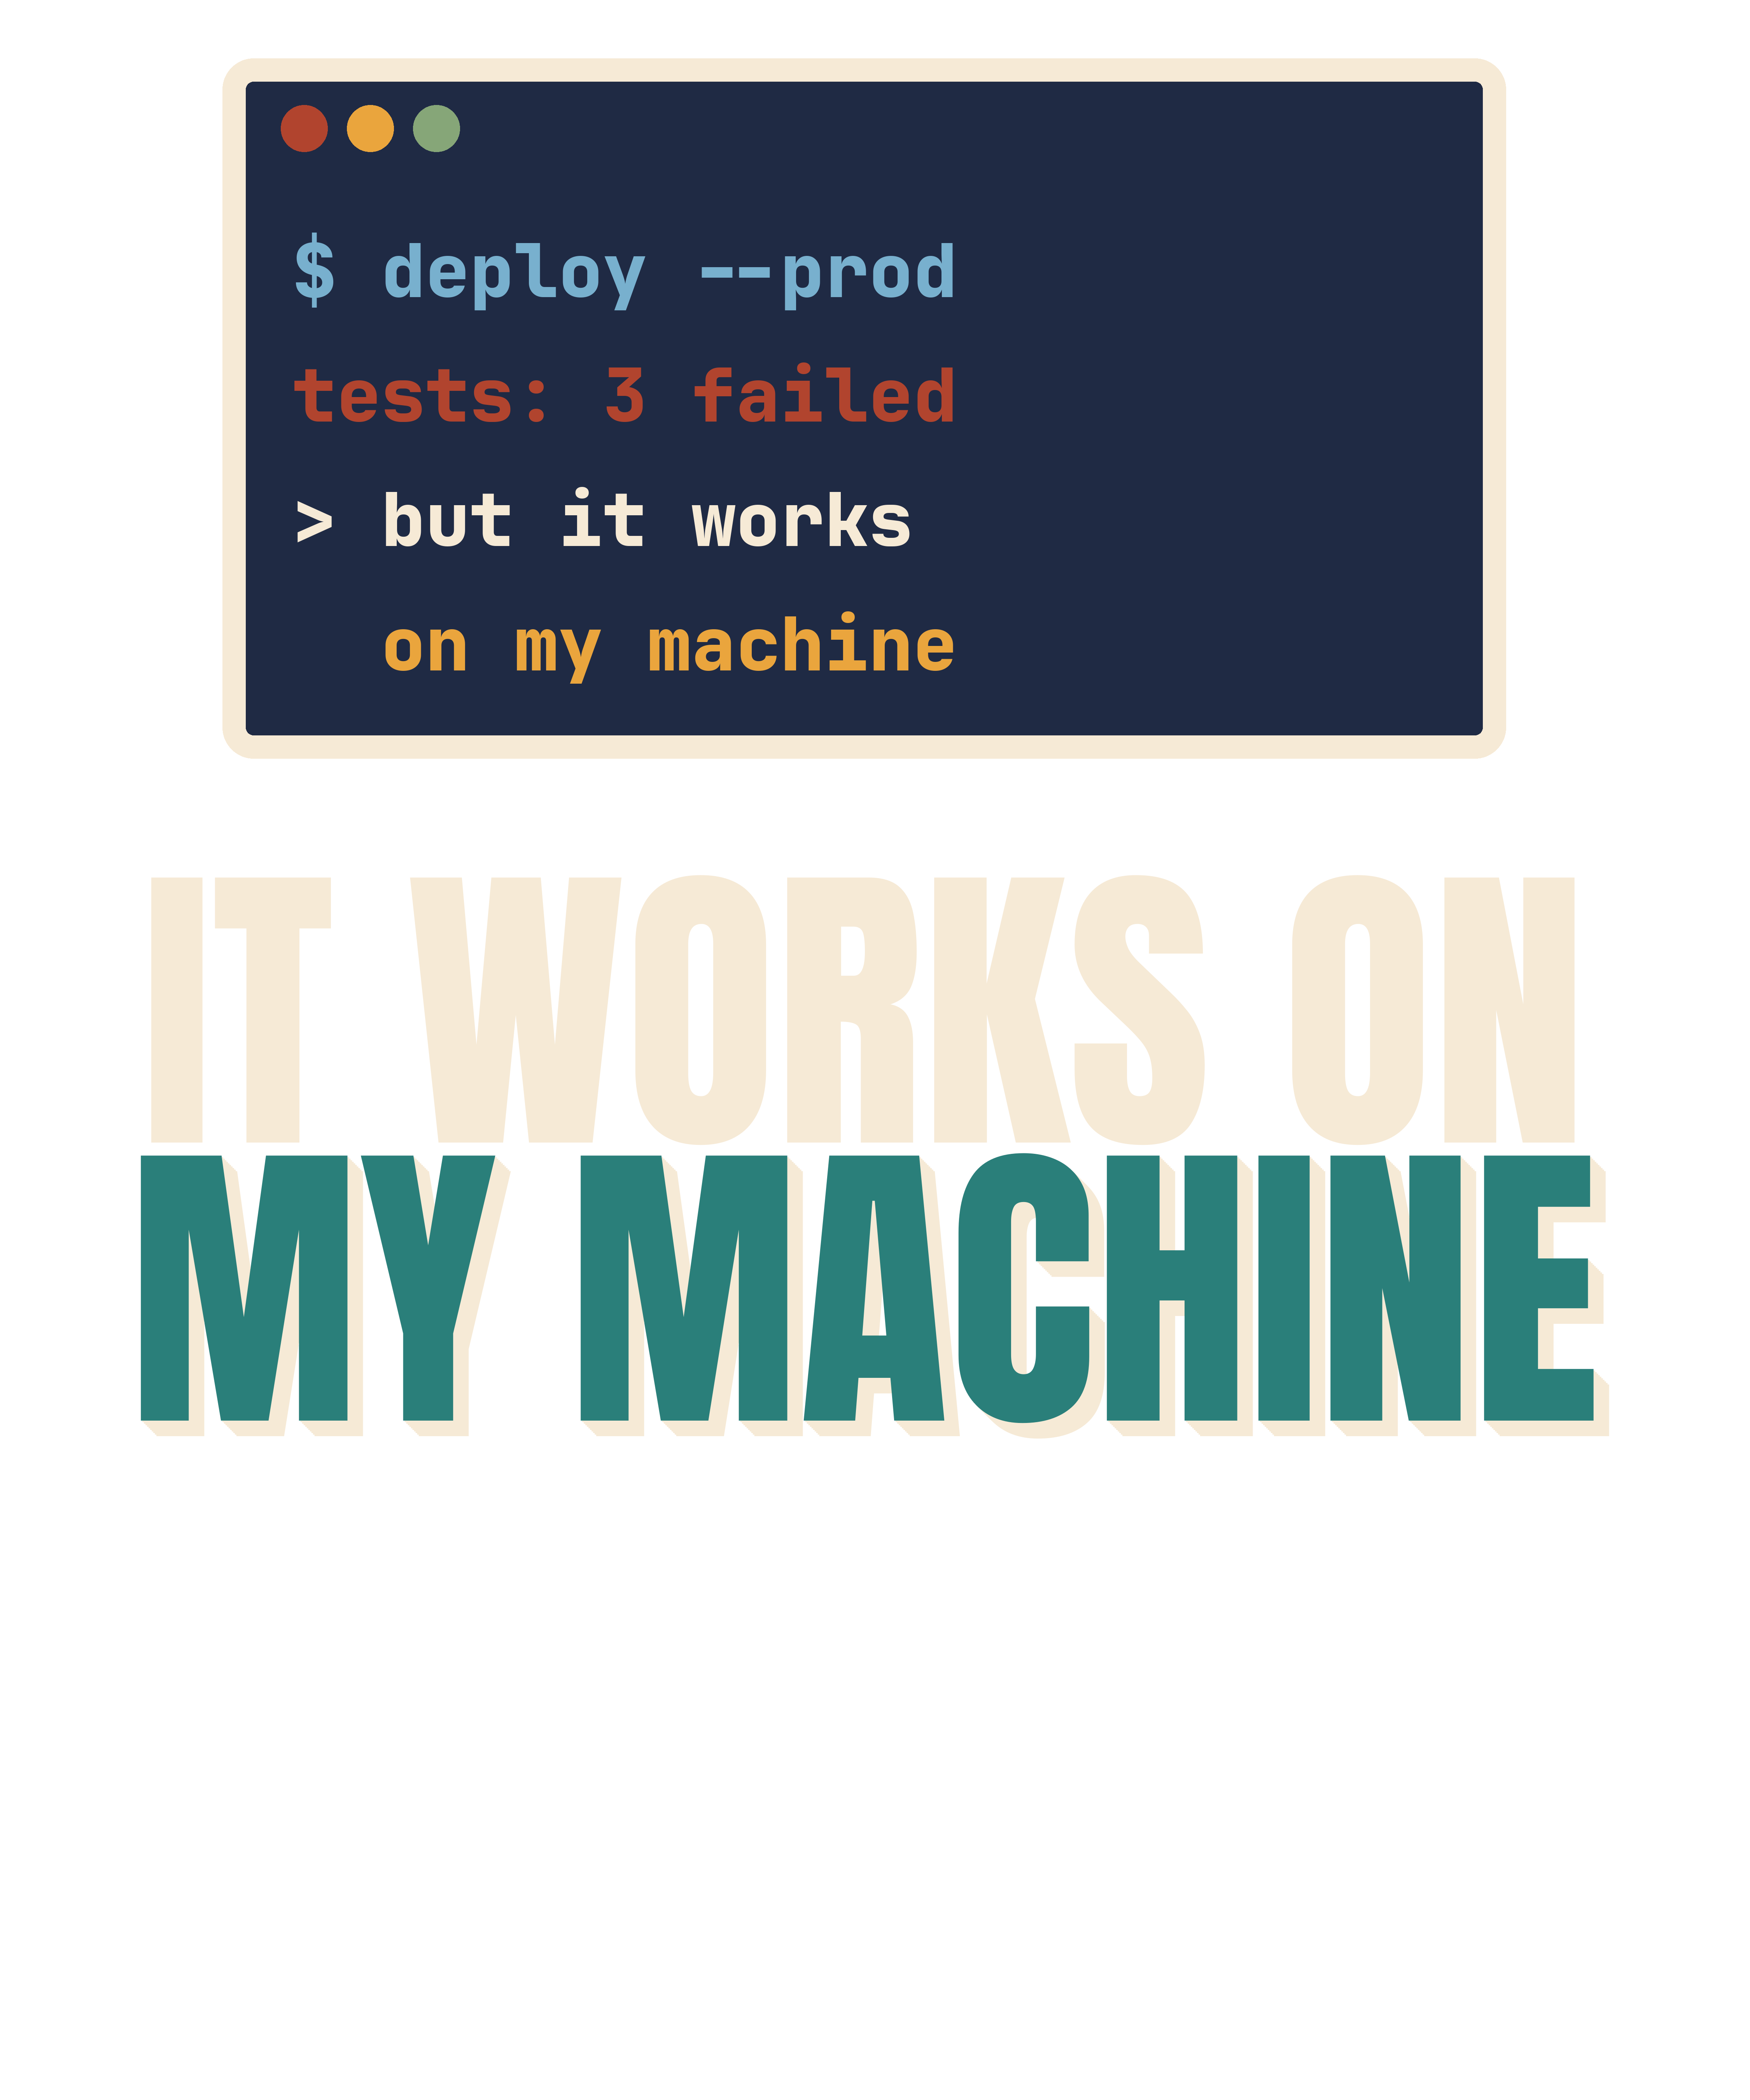 $ deploy --prod
tests: 3 failed
> but it works
on my machine
IT WORKS ON
MY MACHINE